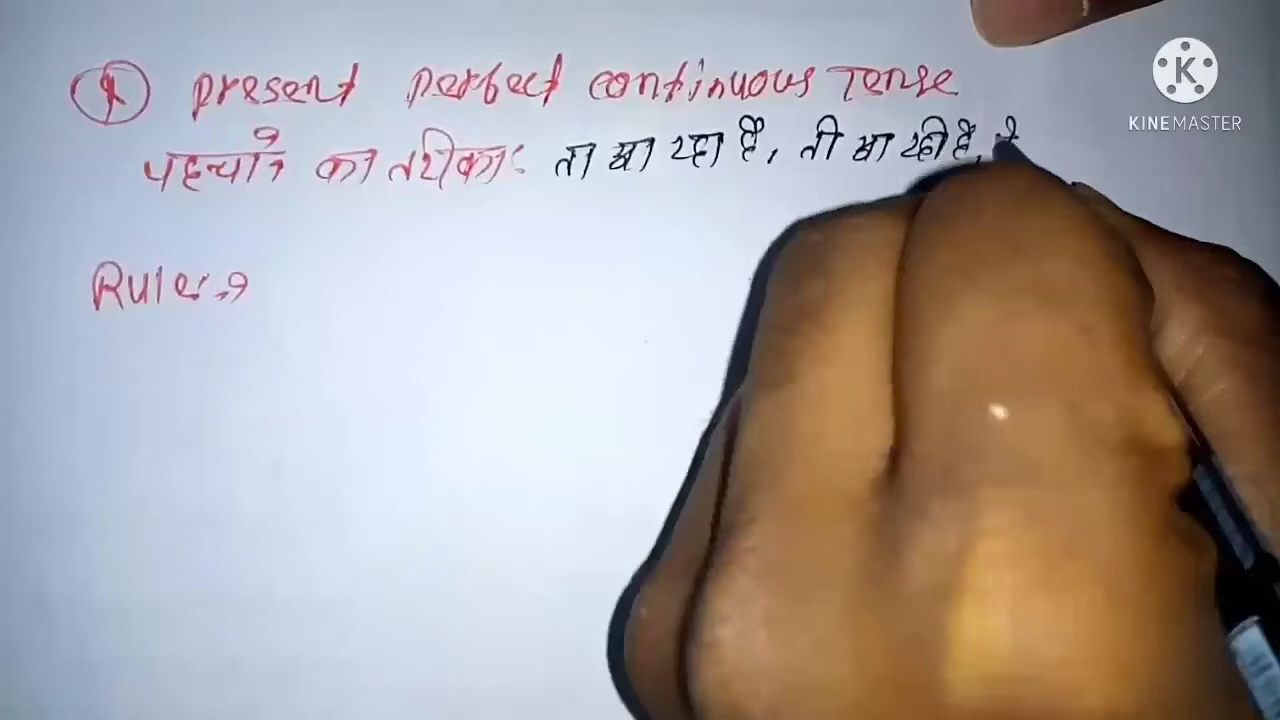 present perfect continuous Tense
पहचाने का तरीका: ता आ रहा है, ती आ रही है, ते
Rule:→
KINEMASTER